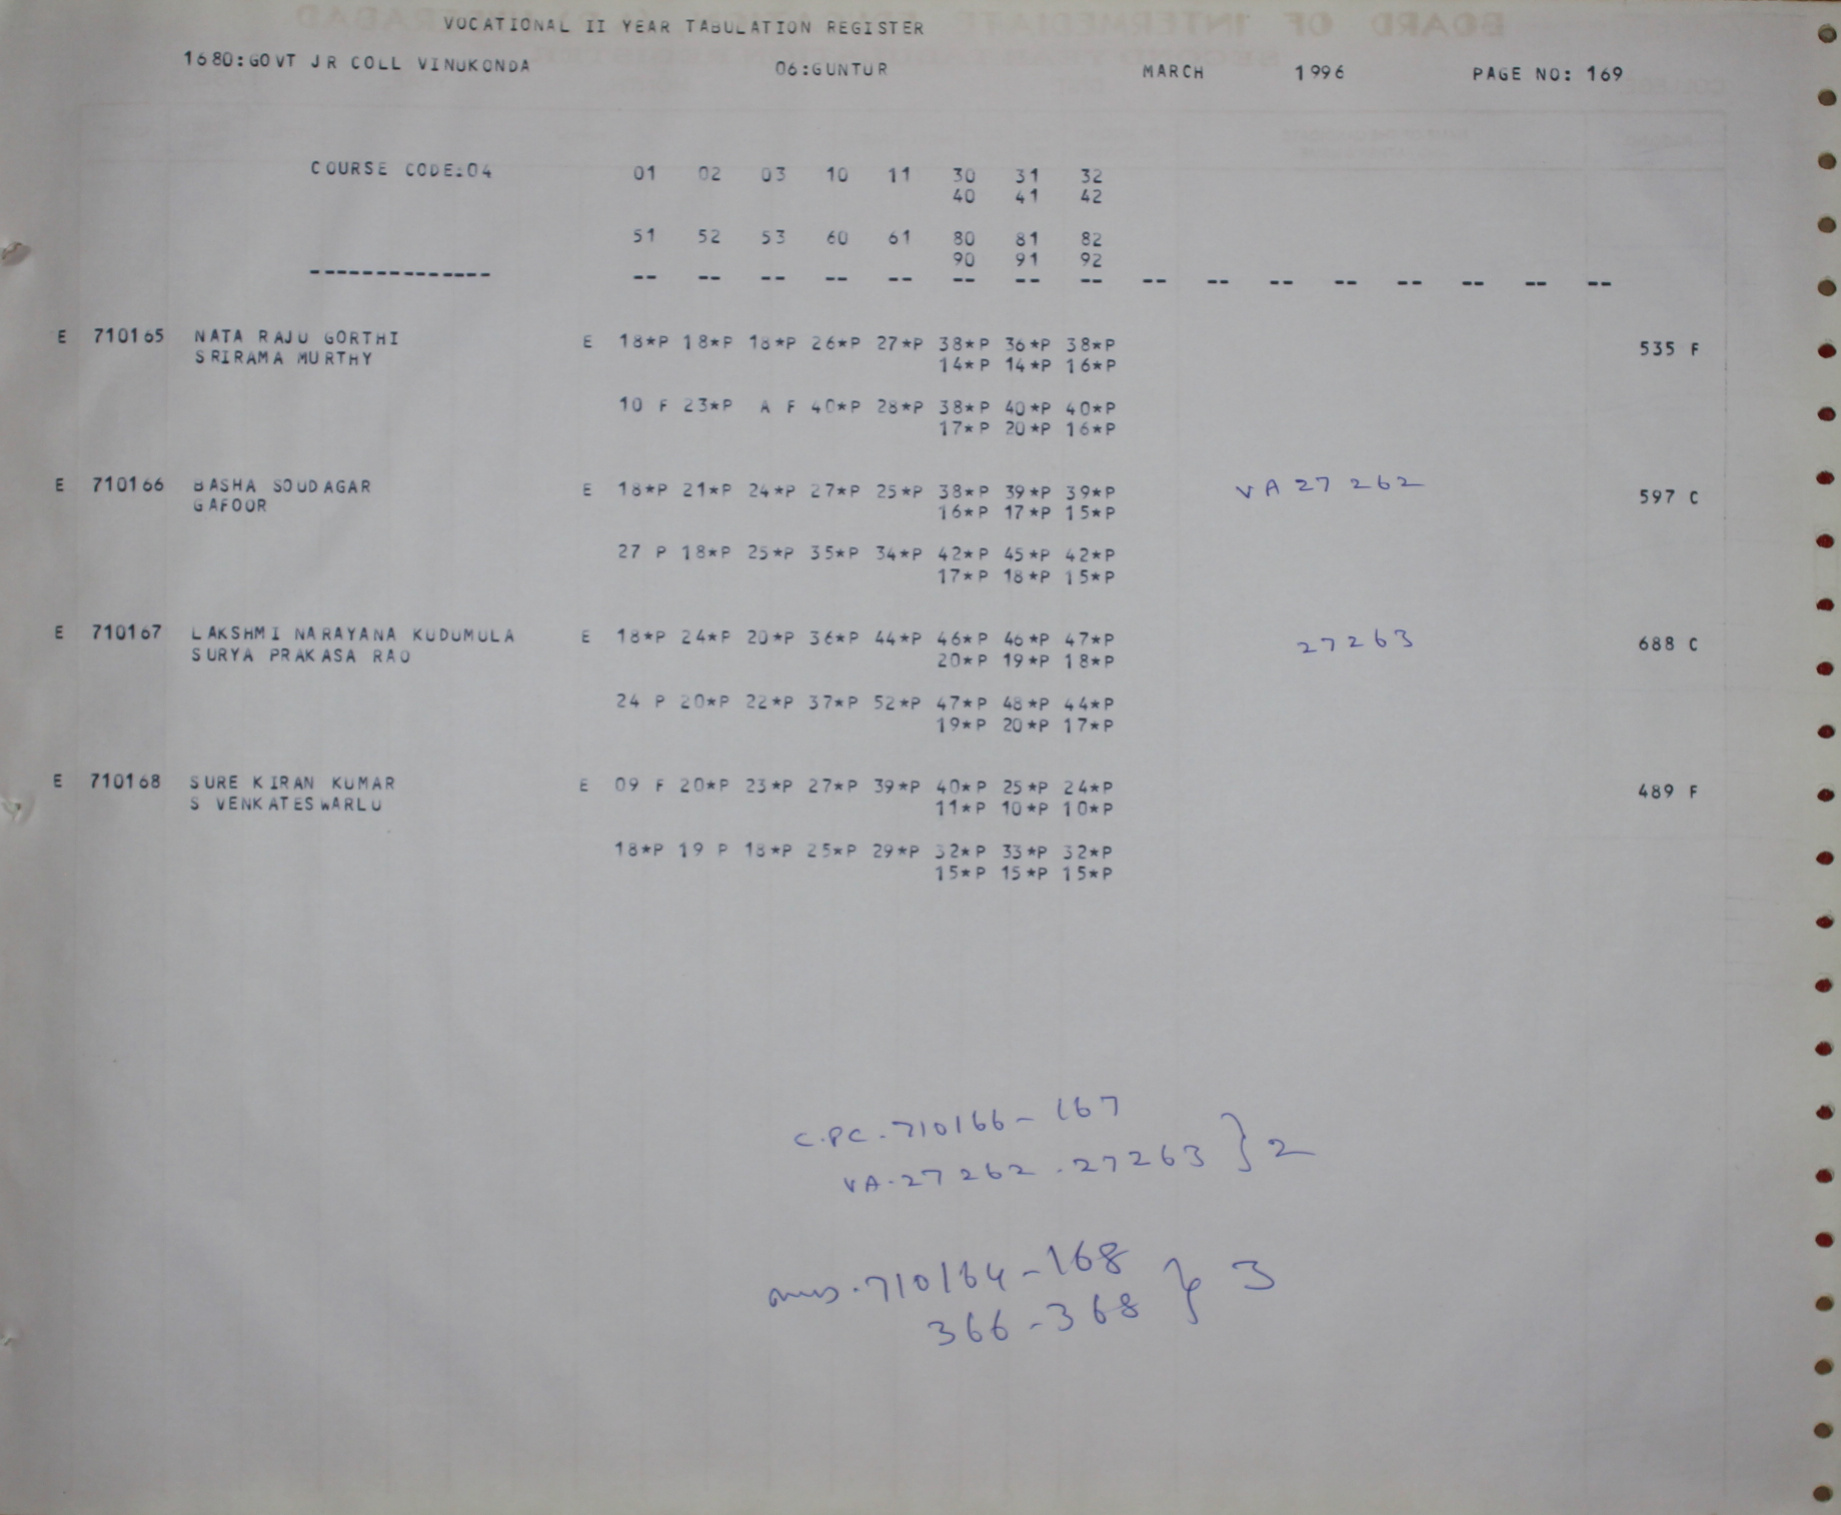 VOCATIONAL II YEAR TABULATION REGISTER
1680:GOVT JR COLL VINUKONDA 06:GUNTUR MARCH 1996 PAGE NO: 169
COURSE CODE:04 01 02 03 10 11 30 31 32
40 41 42
51 52 53 60 61 80 81 82
90 91 92
-------------- -- -- -- -- -- -- -- -- -- -- -- -- -- -- -- --
E 710165 NATA RAJU GORTHI E 18*P 18*P 18*P 26*P 27*P 38*P 36*P 38*P 535 F
SRIRAMA MURTHY 14*P 14*P 16*P
10 F 23*P A F 40*P 28*P 38*P 40*P 40*P
17*P 20*P 16*P
E 710166 BASHA SOUDAGAR E 18*P 21*P 24*P 27*P 25*P 38*P 39*P 39*P VA 27262 597 C
GAFOOR 16*P 17*P 15*P
27 P 18*P 25*P 35*P 34*P 42*P 45*P 42*P
17*P 18*P 15*P
E 710167 LAKSHMI NARAYANA KUDUMULA E 18*P 24*P 20*P 36*P 44*P 46*P 46*P 47*P 27263 688 C
SURYA PRAKASA RAO 20*P 19*P 18*P
24 P 20*P 22*P 37*P 52*P 47*P 48*P 44*P
19*P 20*P 17*P
E 710168 SURE KIRAN KUMAR E 09 F 20*P 23*P 27*P 39*P 40*P 25*P 24*P 489 F
S VENKATESWARLU 11*P 10*P 10*P
18*P 19 P 18*P 25*P 29*P 32*P 33*P 32*P
15*P 15*P 15*P
C.PC.710166-167
VA.27262.27263 } 2
710164-168
366-368 } 3